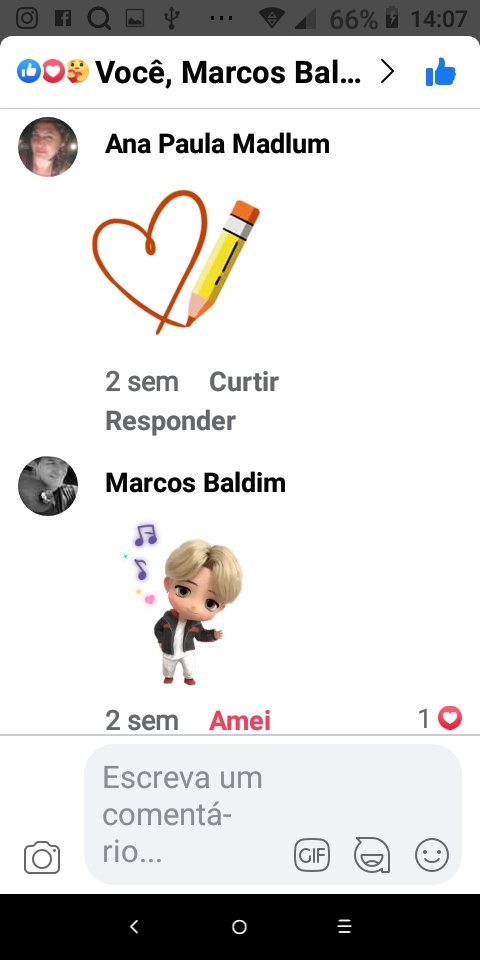 66% 14:07
Você, Marcos Bal...
Ana Paula Madlum
2 sem Curtir
Responder
Marcos Baldim
2 sem Amei 1
Escreva um
comentá-
rio...
GIF